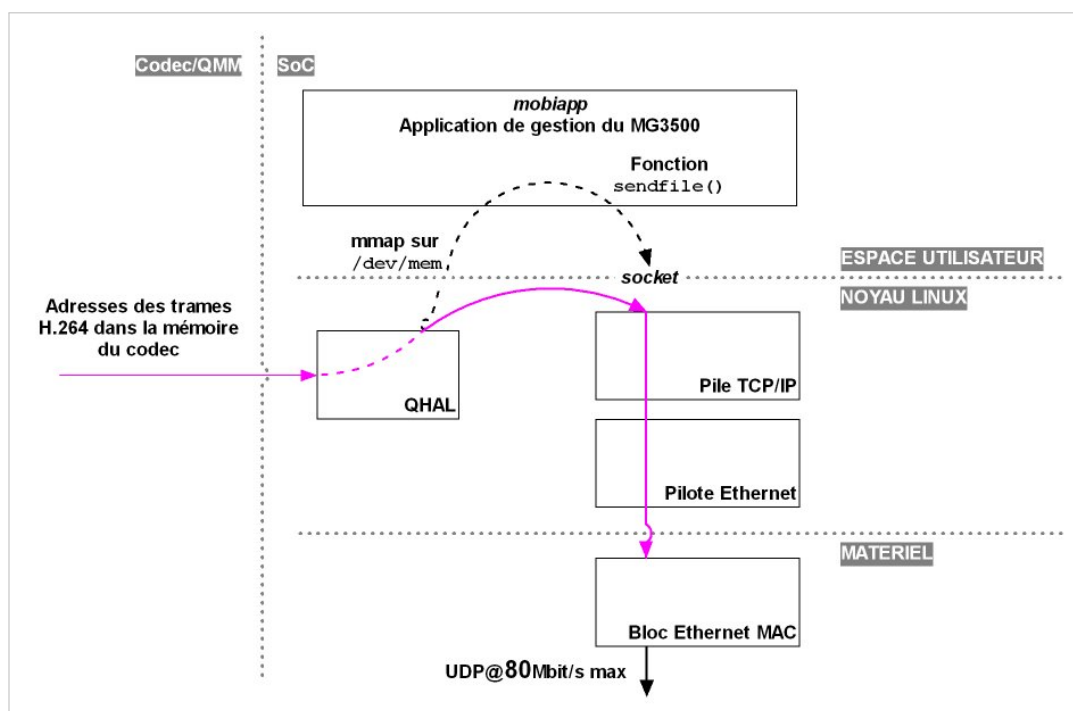 Codec/QMM
SoC
mobiapp
Application de gestion du MG3500
Fonction
sendfile()
mmap sur
/dev/mem
ESPACE UTILISATEUR
socket
NOYAU LINUX
Adresses des trames
H.264 dans la mémoire
du codec
QHAL
Pile TCP/IP
Pilote Ethernet
MATERIEL
Bloc Ethernet MAC
UDP@80Mbit/s max